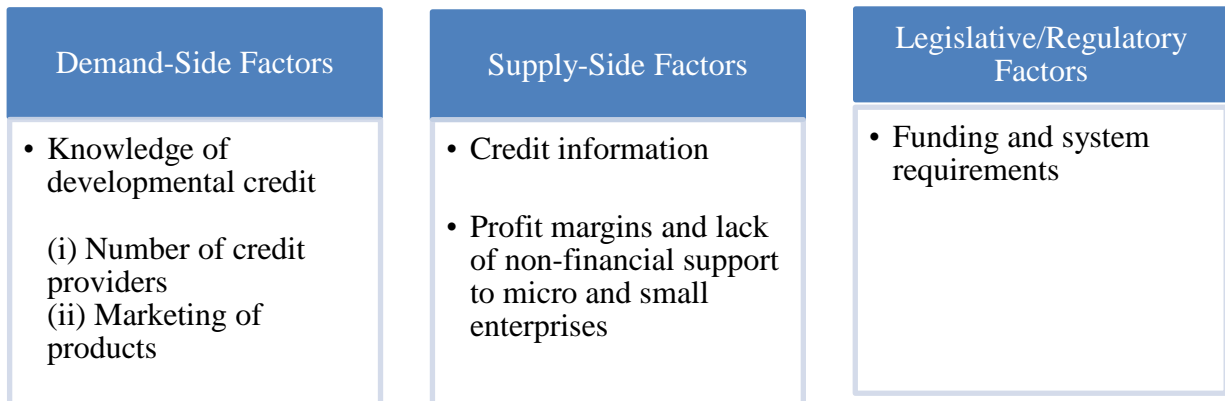 Demand-Side Factors
• Knowledge of
developmental credit
(i) Number of credit
providers
(ii) Marketing of
products
Supply-Side Factors
• Credit information
• Profit margins and lack
of non-financial support
to micro and small
enterprises
Legislative/Regulatory
Factors
• Funding and system
requirements